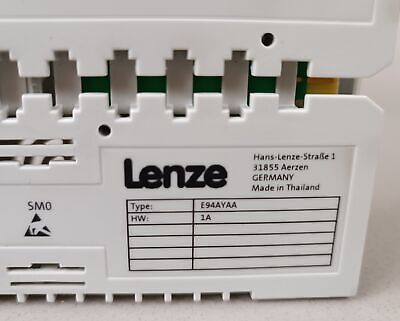 Lenze
Hans-Lenze-Straße 1
31855 Aerzen
GERMANY
Made in Thailand
SM0
Type: E94AYAA
HW: 1A